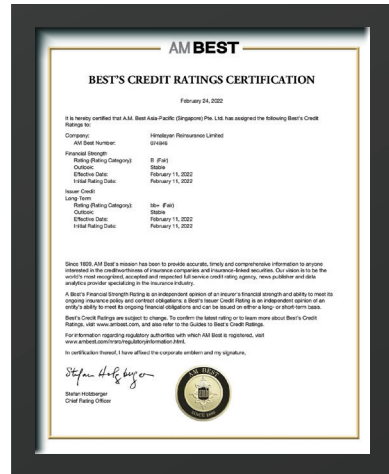 AM BEST
BEST'S CREDIT RATINGS CERTIFICATION
February 24, 2022
It is hereby certified that A.M. Best Asia-Pacific (Singapore) Pte. Ltd. has assigned the following Best's Credit
Ratings to:
Company: Himalayan Reinsurance Limited
AM Best Number: 074846
Financial Strength
Rating (Rating Category): B (Fair)
Outlook: Stable
Effective Date: February 11, 2022
Initial Rating Date: February 11, 2022
Issuer Credit
Long-Term
Rating (Rating Category): bb+ (Fair)
Outlook: Stable
Effective Date: February 11, 2022
Initial Rating Date: February 11, 2022
Since 1899, AM Best's mission has been to provide accurate, timely and comprehensive information to anyone
interested in the creditworthiness of insurance companies and insurance-linked securities. Our vision is to be the
world's most recognized, accepted and respected full service credit rating agency, news publisher and data
analytics provider specializing in the insurance industry.
A Best's Financial Strength Rating is an independent opinion of an insurer's financial strength and ability to meet its
ongoing insurance policy and contract obligations; a Best's Issuer Credit Rating is an independent opinion of an
entity's ability to meet its ongoing financial obligations and can be issued on either a long- or short-term basis.
Best's Credit Ratings are subject to change. To confirm the latest rating or to learn more about Best's Credit
Ratings, visit www.ambest.com, and also refer to the Guides to Best's Credit Ratings.
For information regarding regulatory authorities with which AM Best is registered, visit
www.ambest.com/nrsro/regulatoryinformation.html.
In certification thereof, I have affixed the corporate emblem and my signature,
Stefan Holzberger
Stefan Holzberger
Chief Rating Officer
AM BEST
SINCE 1899